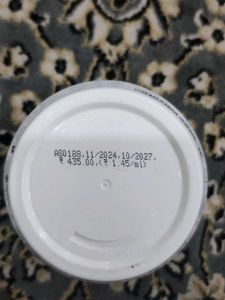 AS0188,11/2024,10/2027,
₹ 435.00,(₹ 1.45/ml)